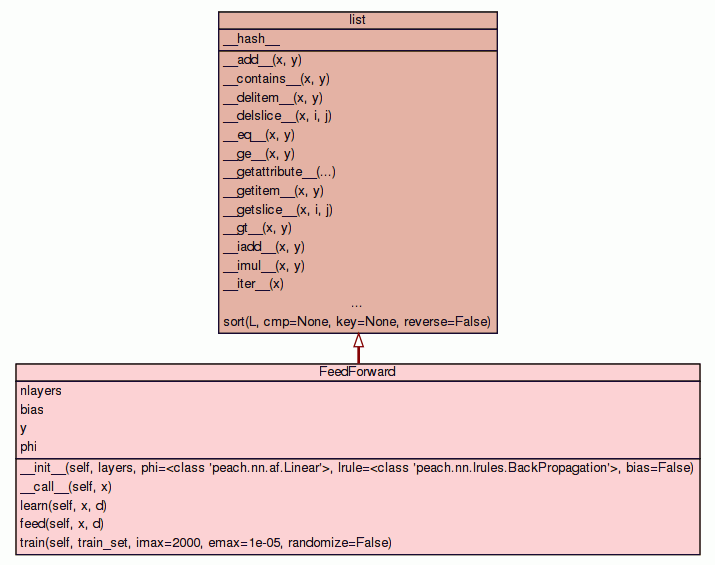 list
__hash__
__add__(x, y)
__contains__(x, y)
__delitem__(x, y)
__delslice__(x, i, j)
__eq__(x, y)
__ge__(x, y)
__getattribute__(...)
__getitem__(x, y)
__getslice__(x, i, j)
__gt__(x, y)
__iadd__(x, y)
__imul__(x, y)
__iter__(x)
...
sort(L, cmp=None, key=None, reverse=False)
FeedForward
nlayers
bias
y
phi
__init__(self, layers, phi=<class 'peach.nn.af.Linear'>, lrule=<class 'peach.nn.lrules.BackPropagation'>, bias=False)
__call__(self, x)
learn(self, x, d)
feed(self, x, d)
train(self, train_set, imax=2000, emax=1e-05, randomize=False)